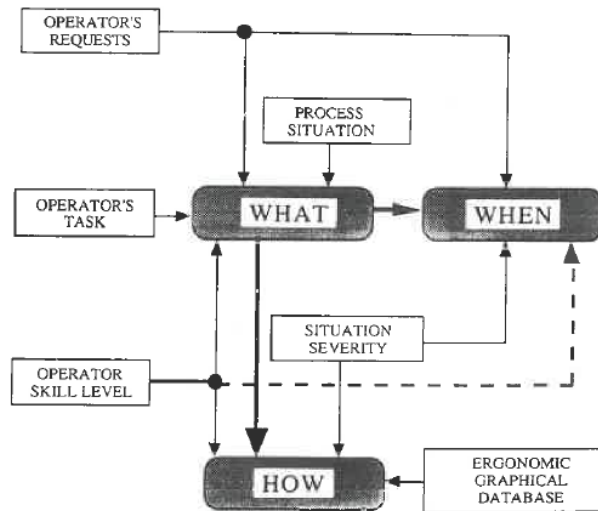 OPERATOR'S
REQUESTS
PROCESS
SITUATION
OPERATOR'S
TASK
WHAT
WHEN
SITUATION
SEVERITY
OPERATOR
SKILL LEVEL
HOW
ERGONOMIC
GRAPHICAL
DATABASE